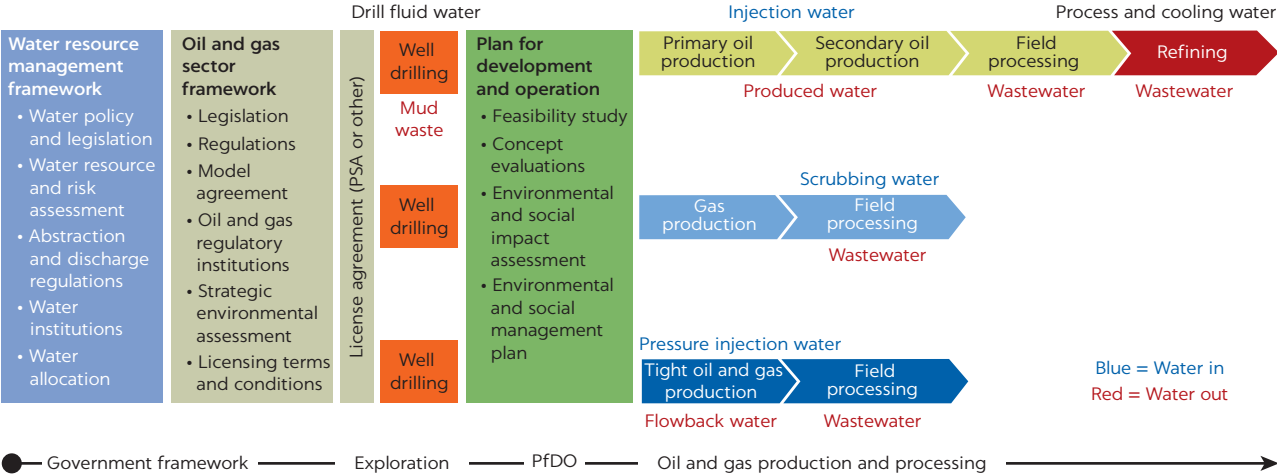 Drill fluid water
Injection water
Process and cooling water
Water resource
management
framework
• Water policy
and legislation
• Water resource
and risk
assessment
• Abstraction
and discharge
regulations
• Water
institutions
• Water
allocation
Oil and gas
sector
framework
• Legislation
• Regulations
• Model
agreement
• Oil and gas
regulatory
institutions
• Strategic
environmental
assessment
• Licensing terms
and conditions
License agreement (PSA or other)
Well
drilling
Mud
waste
Well
drilling
Well
drilling
Plan for
development
and operation
• Feasibility study
• Concept
evaluations
• Environmental
and social
impact
assessment
• Environmental
and social
management
plan
Primary oil
production
Secondary oil
production
Field
processing
Refining
Produced water
Wastewater
Wastewater
Scrubbing water
Gas
production
Field
processing
Wastewater
Pressure injection water
Tight oil and gas
production
Field
processing
Flowback water
Wastewater
Blue = Water in
Red = Water out
Government framework
Exploration
PfDO
Oil and gas production and processing